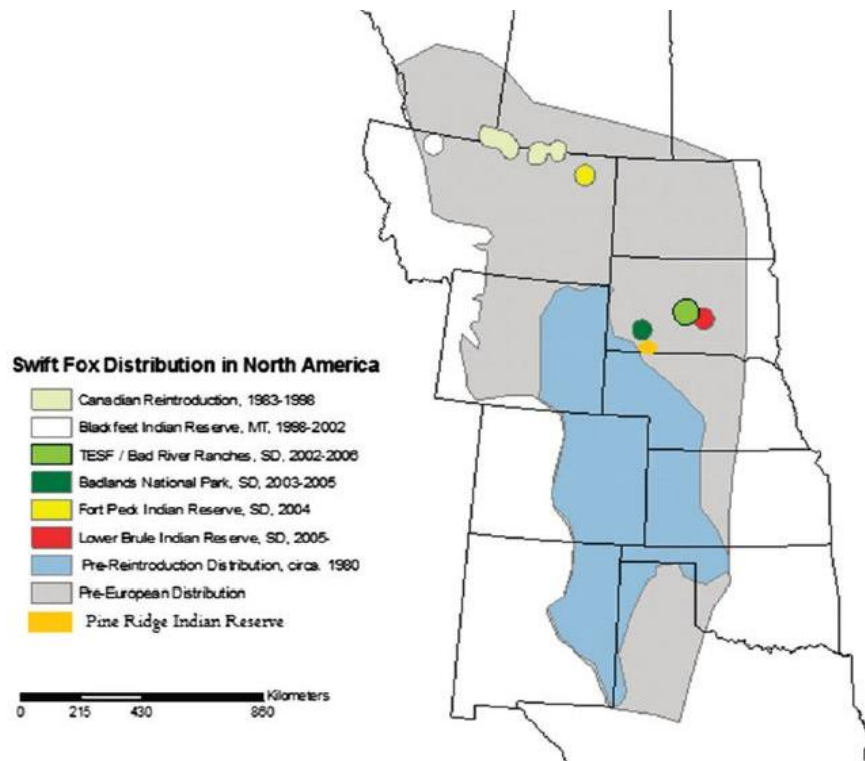 Swift Fox Distribution in North America
Canadian Reintroduction, 1983-1998
Blackfeet Indian Reserve, MT, 1998-2002
TESF / Bad River Ranches, SD, 2002-2006
Badlands National Park, SD, 2003-2005
Fort Peck Indian Reserve, SD, 2004
Lower Brule Indian Reserve, SD, 2005-
Pre-Reintroduction Distribution, circa. 1980
Pre-European Distribution
Pine Ridge Indian Reserve
Kilometers
0 215 430 860